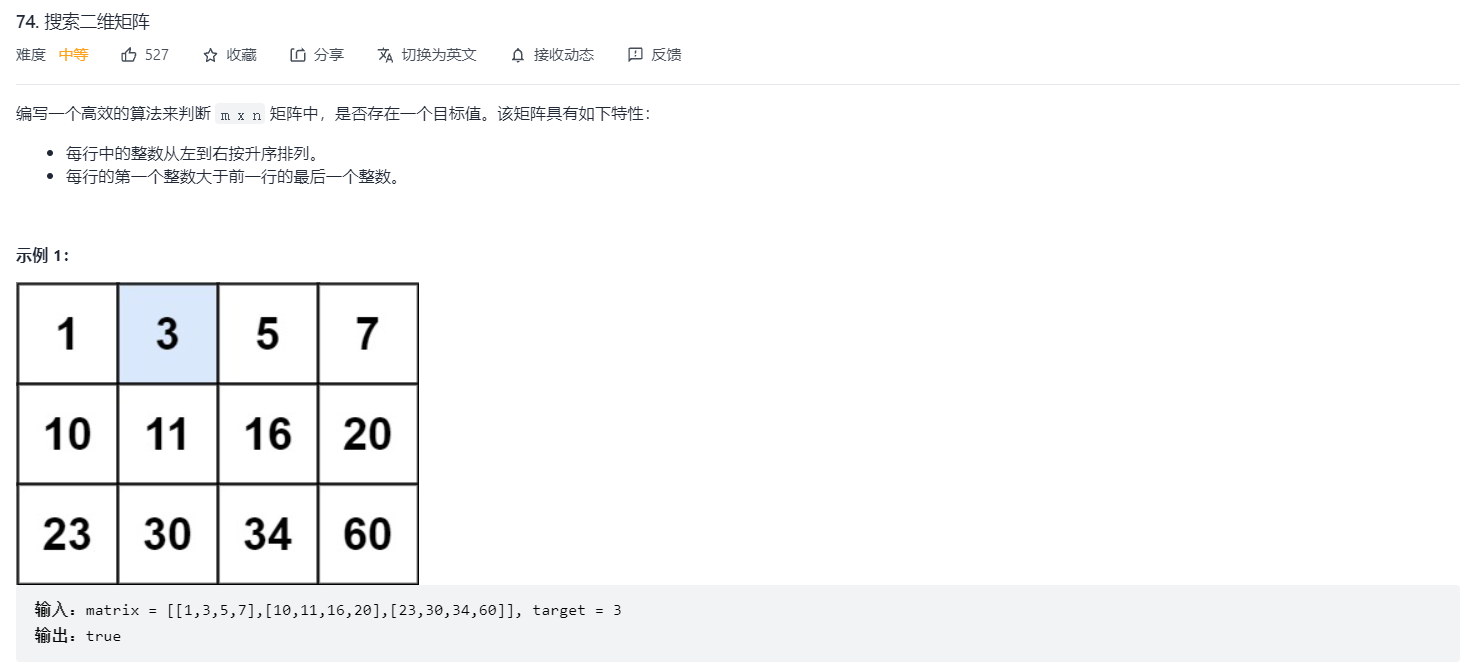 74. 搜索二维矩阵
难度 中等 527 收藏 分享 切换为英文 接收动态 反馈
编写一个高效的算法来判断 m x n 矩阵中，是否存在一个目标值。该矩阵具有如下特性：
• 每行中的整数从左到右按升序排列。
• 每行的第一个整数大于前一行的最后一个整数。
示例 1：
1 3 5 7
10 11 16 20
23 30 34 60
输入：matrix = [[1,3,5,7],[10,11,16,20],[23,30,34,60]], target = 3
输出：true